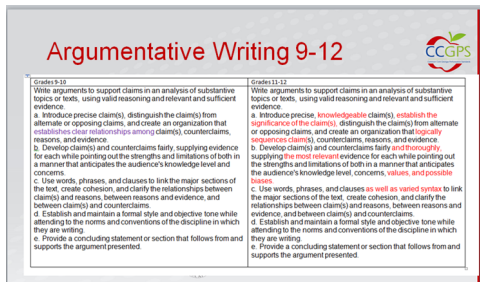 Argumentative Writing 9-12
CCGPS
Grades 9-10
Write arguments to support claims in an analysis of substantive
topics or texts, using valid reasoning and relevant and sufficient
evidence.
a. Introduce precise claim(s), distinguish the claim(s) from
alternate or opposing claims, and create an organization that
establishes clear relationships among claim(s), counterclaims,
reasons, and evidence.
b. Develop claim(s) and counterclaims fairly, supplying evidence
for each while pointing out the strengths and limitations of both in
a manner that anticipates the audience's knowledge level and
concerns.
c. Use words, phrases, and clauses to link the major sections of
the text, create cohesion, and clarify the relationships between
claim(s) and reasons, between reasons and evidence, and
between claim(s) and counterclaims.
d. Establish and maintain a formal style and objective tone while
attending to the norms and conventions of the discipline in which
they are writing.
e. Provide a concluding statement or section that follows from and
supports the argument presented.
Grades 11-12
Write arguments to support claims in an analysis of substantive
topics or texts, using valid reasoning and relevant and sufficient
evidence.
a. Introduce precise, knowledgeable claim(s), establish the
significance of the claim(s), distinguish the claim(s) from alternate
or opposing claims, and create an organization that logically
sequences claim(s), counterclaims, reasons, and evidence.
b. Develop claim(s) and counterclaims fairly and thoroughly,
supplying the most relevant evidence for each while pointing out
the strengths and limitations of both in a manner that anticipates
the audience's knowledge level, concerns, values, and possible
biases.
c. Use words, phrases, and clauses as well as varied syntax to link
the major sections of the text, create cohesion, and clarify the
relationships between claim(s) and reasons, between reasons and
evidence, and between claim(s) and counterclaims.
d. Establish and maintain a formal style and objective tone while
attending to the norms and conventions of the discipline in which
they are writing.
e. Provide a concluding statement or section that follows from and
supports the argument presented.